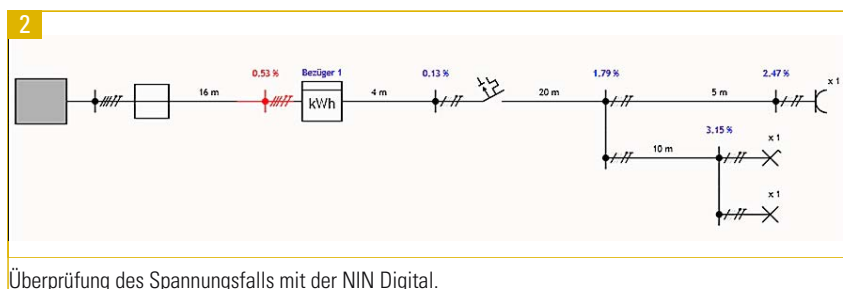 2
0.53 %
Bezüger 1
0.13 %
1.79 %
2.47 %
x 1
16 m
kWh
4 m
20 m
5 m
3.15 %
x 1
10 m
x 1
Überprüfung des Spannungsfalls mit der NIN Digital.